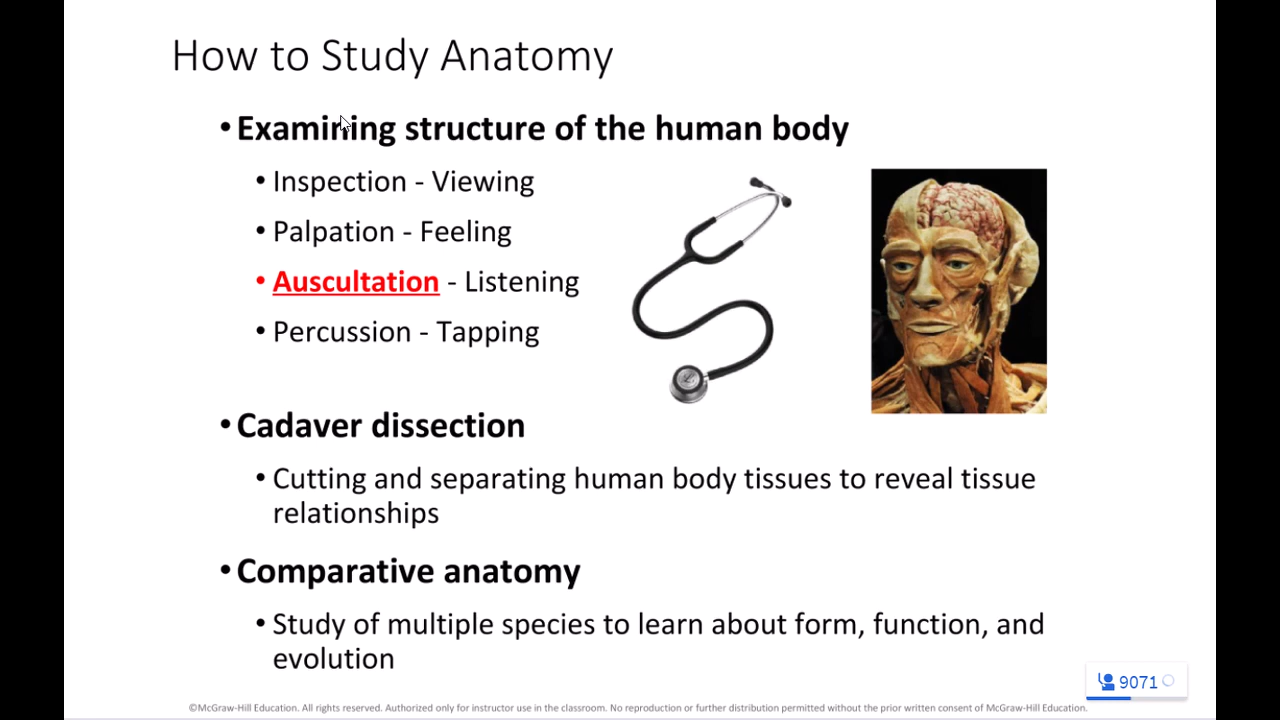 How to Study Anatomy
• Examining structure of the human body
• Inspection - Viewing
• Palpation - Feeling
• Auscultation - Listening
• Percussion - Tapping
• Cadaver dissection
• Cutting and separating human body tissues to reveal tissue
relationships
• Comparative anatomy
• Study of multiple species to learn about form, function, and
evolution
9071
©McGraw-Hill Education. All rights reserved. Authorized only for instructor use in the classroom. No reproduction or further distribution permitted without the prior written consent of McGraw-Hill Education.